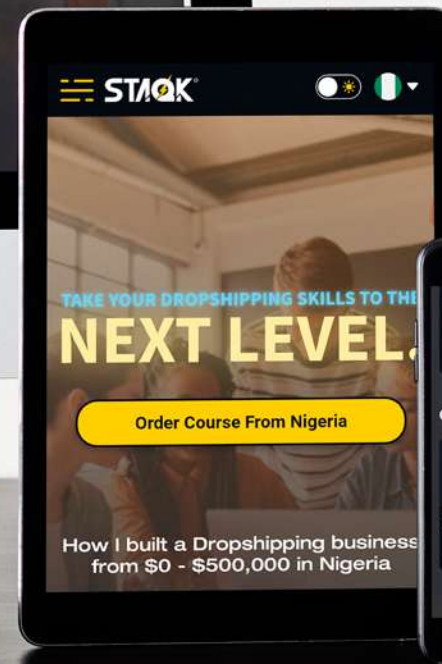 STAQK
TAKE YOUR DROPSHIPPING SKILLS TO THE
NEXT LEVEL.
Order Course From Nigeria
How I built a Dropshipping business
from $0 - $500,000 in Nigeria